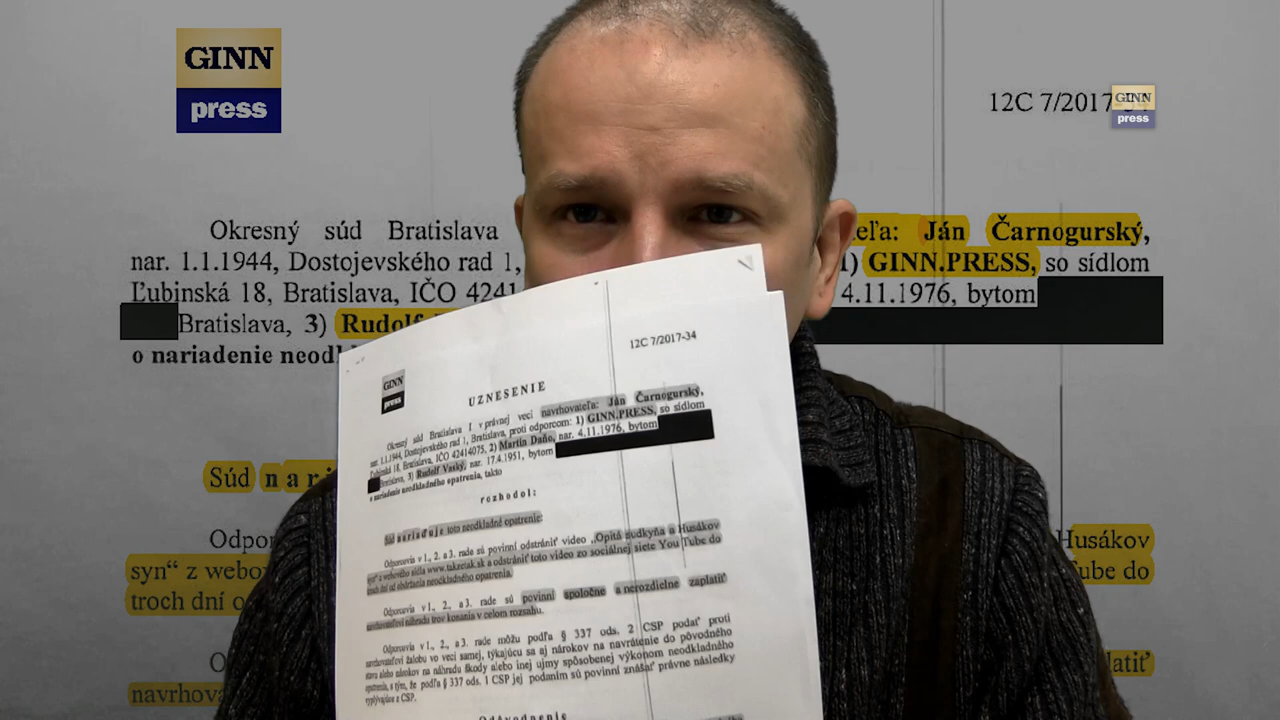 GINN
press
12C 7/2017-34
GINN
press
Okresný súd Bratislava
eľa: Ján Čarnogurský,
nar. 1.1.1944, Dostojevského rad 1,
1) GINN.PRESS, so sídlom
Ľubinská 18, Bratislava, IČO 4241
4.11.1976, bytom
Bratislava, 3) Rudolf
o nariadenie neodkl
Súd nari
Odpor
Husákov
syn“ z webov
Tube do
troch dní o
O
latiť
navrhova
12C 7/2017-34
GINN
press
UZNESENIE
Okresný súd Bratislava I v právnej veci navrhovateľa: Ján Čarnogurský,
nar. 1.1.1944, Dostojevského rad 1, Bratislava, proti odporcom: 1) GINN.PRESS, so sídlom
Ľubinská 18, Bratislava, IČO 42414075, 2) Martin Daňo, nar. 4.11.1976, bytom
Bratislava, 3) Rudolf Vaský, nar. 17.4.1951, bytom
o nariadenie neodkladného opatrenia, takto
rozhodol:
Súd nariaďuje toto neodkladné opatrenie:
Odporcovia v 1., 2. a 3. rade sú povinní odstrániť video „Opitá sudkyňa a Husákov
syn“ z webového sídla www.takzetak.sk a odstrániť toto video zo sociálnej siete You Tube do
troch dní od obdržania neodkladného opatrenia.
Odporcovia v 1., 2., a 3. rade sú povinní spoločne a nerozdielne zaplatiť
navrhovateľovi náhradu trov konania v celom rozsahu.
Odporcovia v 1., 2., a 3. rade môžu podľa § 337 ods. 2 CSP podať proti
navrhovateľovi žalobu vo veci samej, týkajúcu sa aj nárokov na navrátenie do pôvodného
stavu alebo nárokov na náhradu škody alebo inej ujmy spôsobenej výkonom neodkladného
opatrenia, s tým, že podľa § 337 ods. 1 CSP jej podaním sú povinní znášať právne následky
vyplývajúce z CSP.
Odôvodnenie